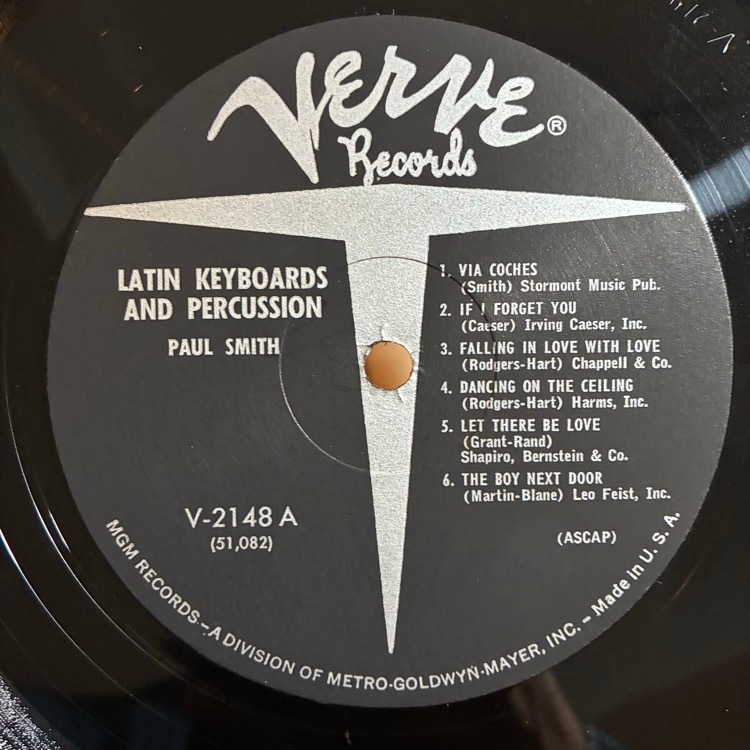 VERVE ®
Records
LATIN KEYBOARDS
AND PERCUSSION
PAUL SMITH
1. VIA COCHES
(Smith) Stormont Music Pub.
2. IF I FORGET YOU
(Caeser) Irving Caeser, Inc.
3. FALLING IN LOVE WITH LOVE
(Rodgers-Hart) Chappell & Co.
4. DANCING ON THE CEILING
(Rodgers-Hart) Harms, Inc.
5. LET THERE BE LOVE
(Grant-Rand)
Shapiro, Bernstein & Co.
6. THE BOY NEXT DOOR
(Martin-Blane) Leo Feist, Inc.
V-2148 A
(51,082)
(ASCAP)
MGM RECORDS–A DIVISION OF METRO-GOLDWYN-MAYER, INC. – Made in U. S. A.